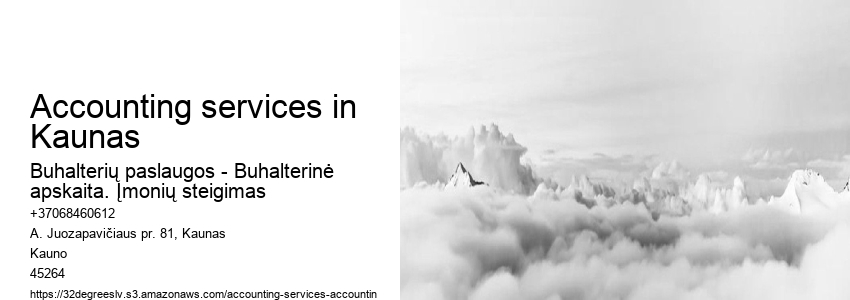 Accounting services in
Kaunas
Buhalterių paslaugos - Buhalterinė
apskaita. Įmonių steigimas
+37068460612
A. Juozapavičiaus pr. 81, Kaunas
Kauno
45264
https://32degreeslv.s3.amazonaws.com/accounting-services-accountin